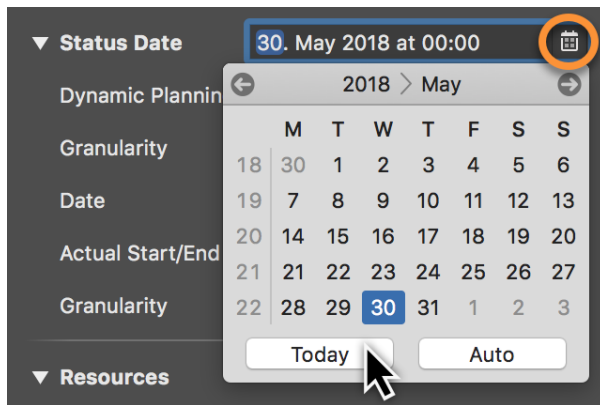 ▼ Status Date 30. May 2018 at 00:00
Dynamic Plannin
2018 > May
M T W T F S S
Granularity
18 30 1 2 3 4 5 6
Date
19 7 8 9 10 11 12 13
20 14 15 16 17 18 19 20
Actual Start/End
21 21 22 23 24 25 26 27
Granularity
22 28 29 30 31 1 2 3
Today Auto
▼ Resources